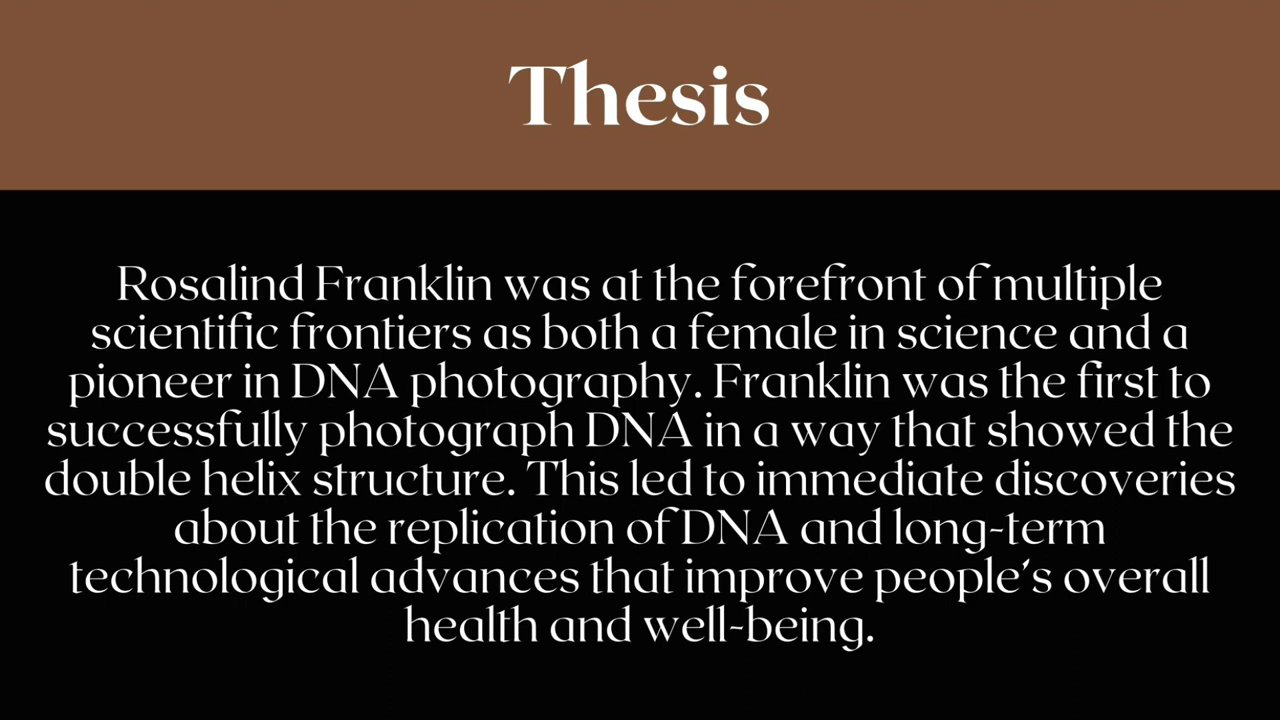 Thesis
Rosalind Franklin was at the forefront of multiple
scientific frontiers as both a female in science and a
pioneer in DNA photography. Franklin was the first to
successfully photograph DNA in a way that showed the
double helix structure. This led to immediate discoveries
about the replication of DNA and long-term
technological advances that improve people's overall
health and well-being.